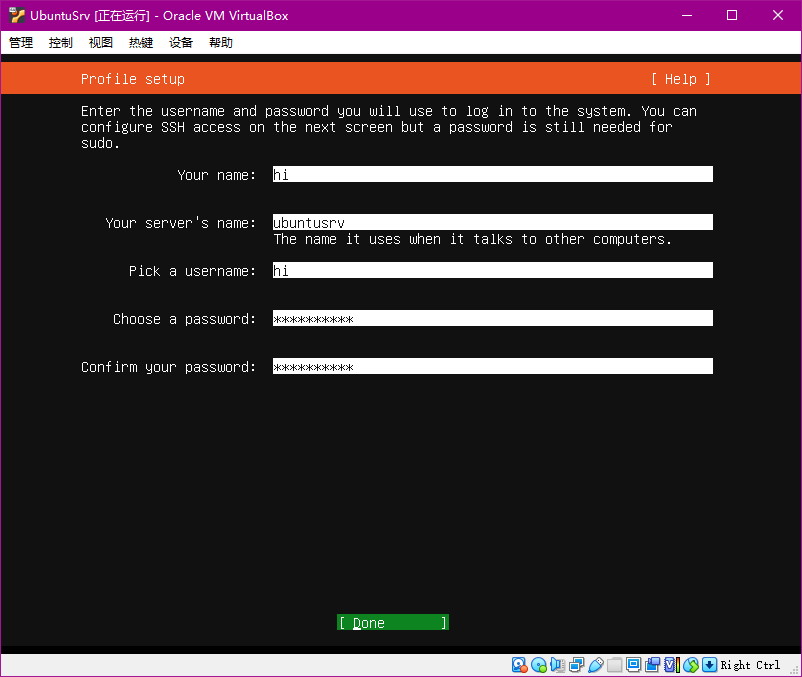 UbuntuSrv [正在运行] - Oracle VM VirtualBox
管理 控制 视图 热键 设备 帮助
Profile setup [ Help ]
Enter the username and password you will use to log in to the system. You can
configure SSH access on the next screen but a password is still needed for
sudo.
Your name: hi
Your server's name: ubuntusrv
The name it uses when it talks to other computers.
Pick a username: hi
Choose a password: **********
Confirm your password: **********
[ Done ]
Right Ctrl